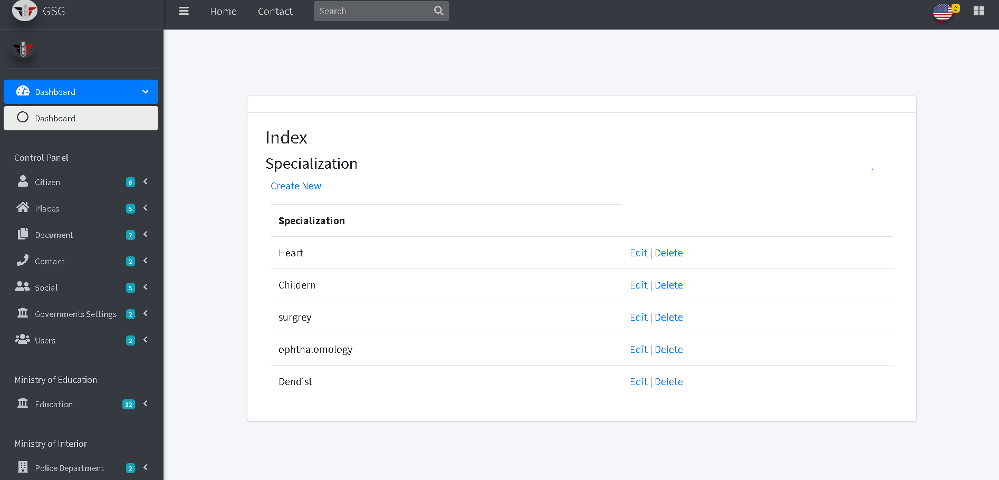 GSG
Home
Contact
Search
2
Dashboard
Dashboard
Control Panel
Citizen 8
Places 5
Document 2
Contact 2
Social 5
Governments Settings 2
Users 2
Ministry of Education
Education 12
Ministry of Interior
Police Department 2
Index
Specialization
Create New
Specialization
Heart Edit | Delete
Childern Edit | Delete
surgrey Edit | Delete
ophthalomology Edit | Delete
Dendist Edit | Delete